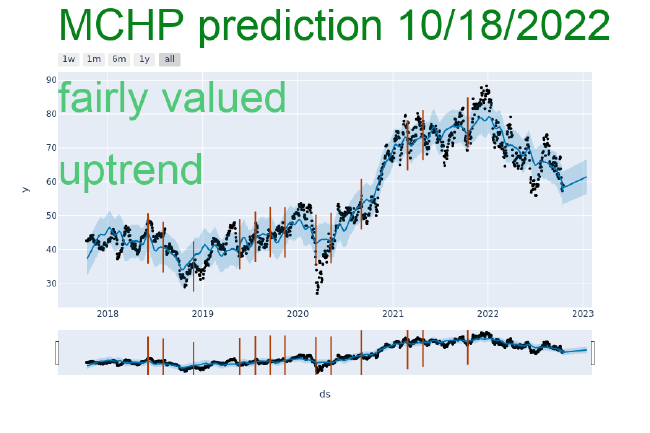 MCHP prediction 10/18/2022
1w 1m 6m 1y all
90
fairly valued
80
70
uptrend
60
y
50
40
30
2018 2019 2020 2021 2022 2023
ds